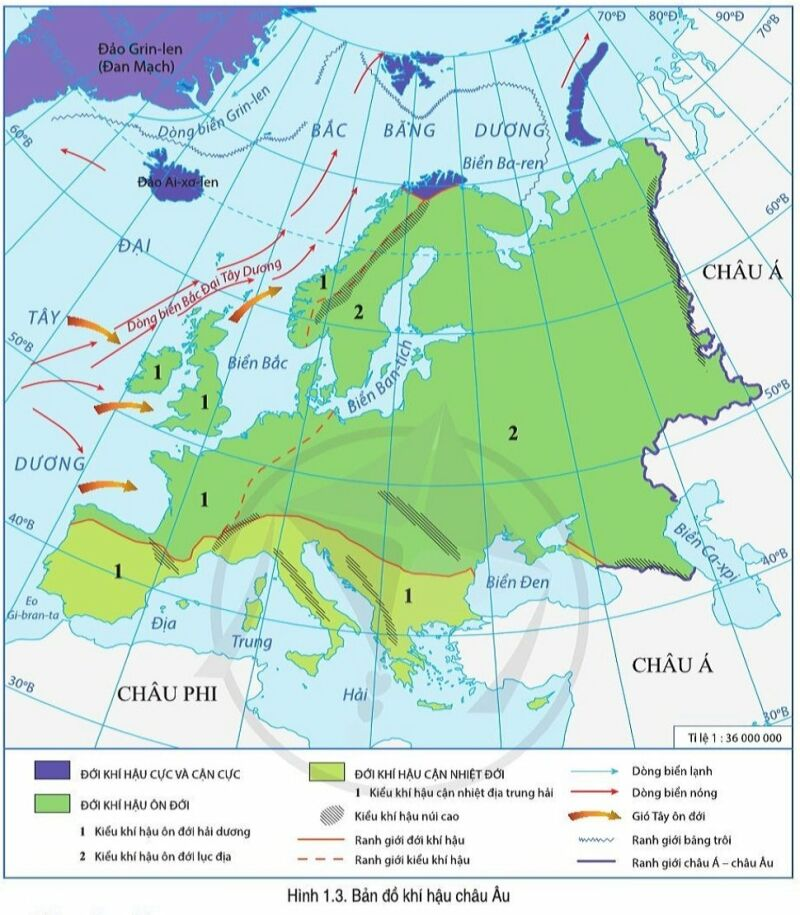 70°Đ
80°Đ
90°Đ
70°B
Đảo Grin-len
(Đan Mạch)
Dòng biển Grin-len
BẮC BĂNG DƯƠNG
60°B
Biển Ba-ren
Đảo Ai-xơ-len
60°B
ĐẠI
CHÂU Á
Dòng biển Bắc Đại Tây Dương
1
2
TÂY
50°B
Biển Bắc
1
1
Biển Ban-tích
50°B
2
DƯƠNG
1
40°B
Biển Ca-xpi
40°B
1
Biển Đen
1
Eo
Gi-bran-ta
Địa
Trung
Hải
CHÂU Á
30°B
CHÂU PHI
30°B
Tỉ lệ 1 : 36 000 000
ĐỚI KHÍ HẬU CỰC VÀ CẬN CỰC
ĐỚI KHÍ HẬU ÔN ĐỚI
1 Kiểu khí hậu ôn đới hải dương
2 Kiểu khí hậu ôn đới lục địa
ĐỚI KHÍ HẬU CẬN NHIỆT ĐỚI
1 Kiểu khí hậu cận nhiệt địa trung hải
Kiểu khí hậu núi cao
Ranh giới đới khí hậu
Ranh giới kiểu khí hậu
Dòng biển lạnh
Dòng biển nóng
Gió Tây ôn đới
Ranh giới băng trôi
Ranh giới châu Á – châu Âu
Hình 1.3. Bản đồ khí hậu châu Âu